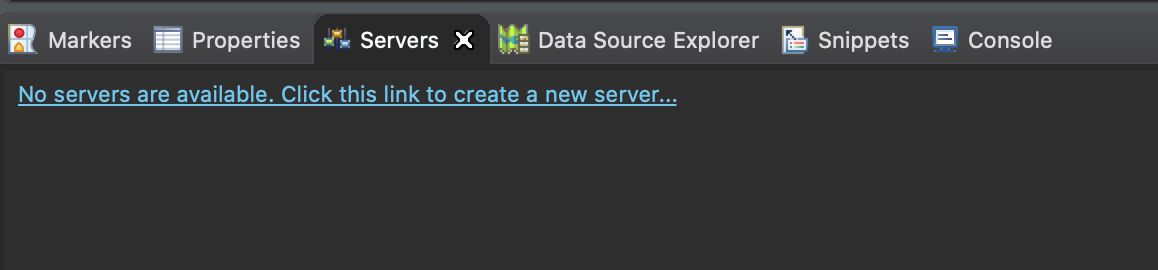 Markers Properties Servers Data Source Explorer Snippets Console
No servers are available. Click this link to create a new server...